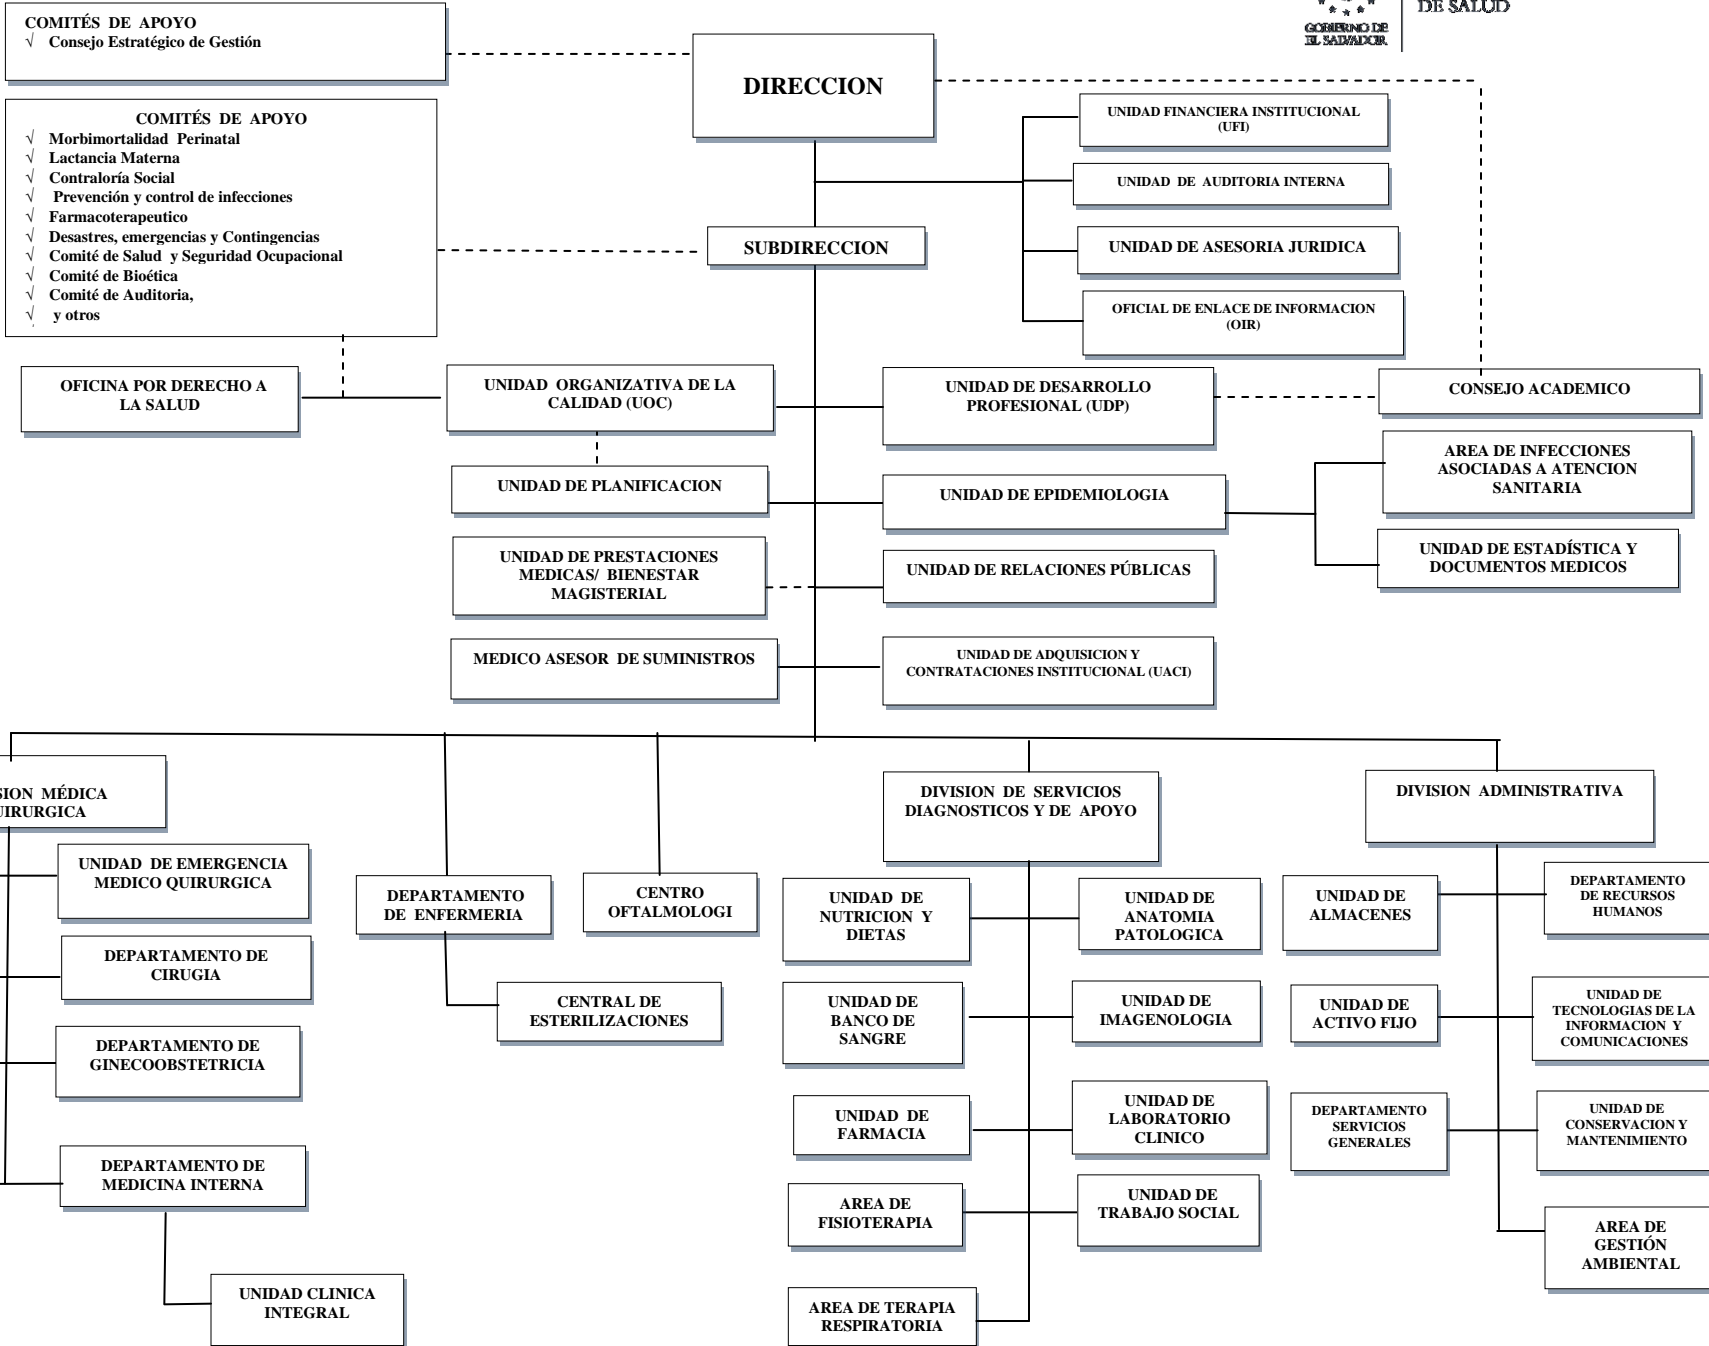 COMITÉS DE APOYO
√ Consejo Estratégico de Gestión
DE SALUD
GOBIERNO DE
EL SALVADOR
DIRECCION
COMITÉS DE APOYO
√ Morbimortalidad Perinatal
√ Lactancia Materna
√ Contraloría Social
√ Prevención y control de infecciones
√ Farmacoterapeutico
√ Desastres, emergencias y Contingencias
√ Comité de Salud y Seguridad Ocupacional
√ Comité de Bioética
√ Comité de Auditoria,
√ y otros
UNIDAD FINANCIERA INSTITUCIONAL
(UFI)
UNIDAD DE AUDITORIA INTERNA
SUBDIRECCION
UNIDAD DE ASESORIA JURIDICA
OFICIAL DE ENLACE DE INFORMACION
(OIR)
OFICINA POR DERECHO A
LA SALUD
UNIDAD ORGANIZATIVA DE LA
CALIDAD (UOC)
UNIDAD DE DESARROLLO
PROFESIONAL (UDP)
CONSEJO ACADEMICO
UNIDAD DE PLANIFICACION
UNIDAD DE EPIDEMIOLOGIA
AREA DE INFECCIONES
ASOCIADAS A ATENCION
SANITARIA
UNIDAD DE PRESTACIONES
MEDICAS/ BIENESTAR
MAGISTERIAL
UNIDAD DE RELACIONES PÚBLICAS
UNIDAD DE ESTADÍSTICA Y
DOCUMENTOS MEDICOS
MEDICO ASESOR DE SUMINISTROS
UNIDAD DE ADQUISICION Y
CONTRATACIONES INSTITUCIONAL (UACI)
SION MÉDICA
UIRURGICA
DIVISION DE SERVICIOS
DIAGNOSTICOS Y DE APOYO
DIVISION ADMINISTRATIVA
UNIDAD DE EMERGENCIA
MEDICO QUIRURGICA
DEPARTAMENTO
DE ENFERMERIA
CENTRO
OFTALMOLOGI
UNIDAD DE
NUTRICION Y
DIETAS
UNIDAD DE
ANATOMIA
PATOLOGICA
UNIDAD DE
ALMACENES
DEPARTAMENTO
DE RECURSOS
HUMANOS
DEPARTAMENTO DE
CIRUGIA
CENTRAL DE
ESTERILIZACIONES
UNIDAD DE
BANCO DE
SANGRE
UNIDAD DE
IMAGENOLOGIA
UNIDAD DE
ACTIVO FIJO
UNIDAD DE
TECNOLOGIAS DE LA
INFORMACION Y
COMUNICACIONES
DEPARTAMENTO DE
GINECOOBSTETRICIA
UNIDAD DE
FARMACIA
UNIDAD DE
LABORATORIO
CLINICO
DEPARTAMENTO
SERVICIOS
GENERALES
UNIDAD DE
CONSERVACION Y
MANTENIMIENTO
DEPARTAMENTO DE
MEDICINA INTERNA
AREA DE
FISIOTERAPIA
UNIDAD DE
TRABAJO SOCIAL
AREA DE
GESTIÓN
AMBIENTAL
UNIDAD CLINICA
INTEGRAL
AREA DE TERAPIA
RESPIRATORIA